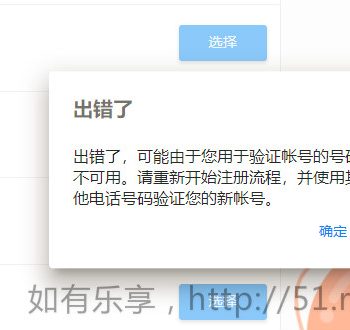 选择
出错了
出错了，可能由于您用于验证帐号的号码
不可用。请重新开始注册流程，并使用其
他电话号码验证您的新帐号。
确定
选择
如有乐享，http://51.r